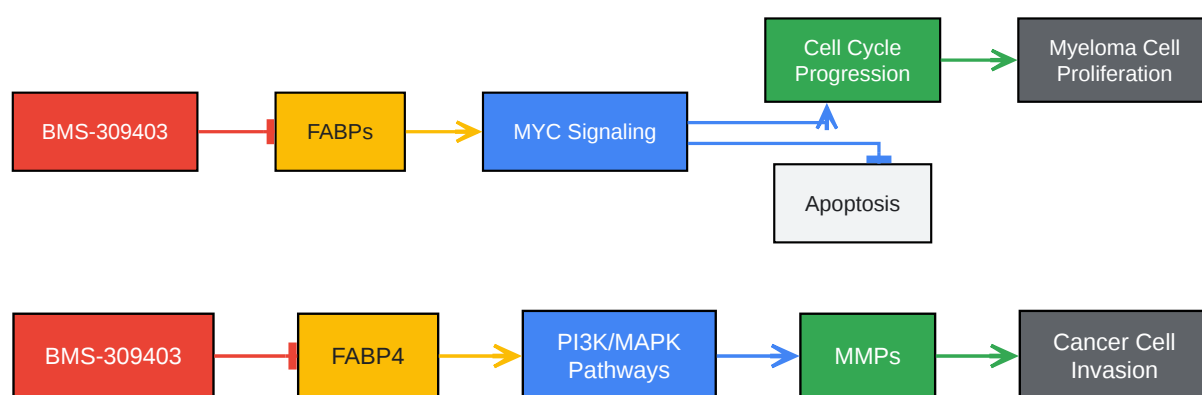 Cell Cycle
Progression
Myeloma Cell
Proliferation
BMS-309403
FABPs
MYC Signaling
Apoptosis
BMS-309403
FABP4
PI3K/MAPK
Pathways
MMPs
Cancer Cell
Invasion